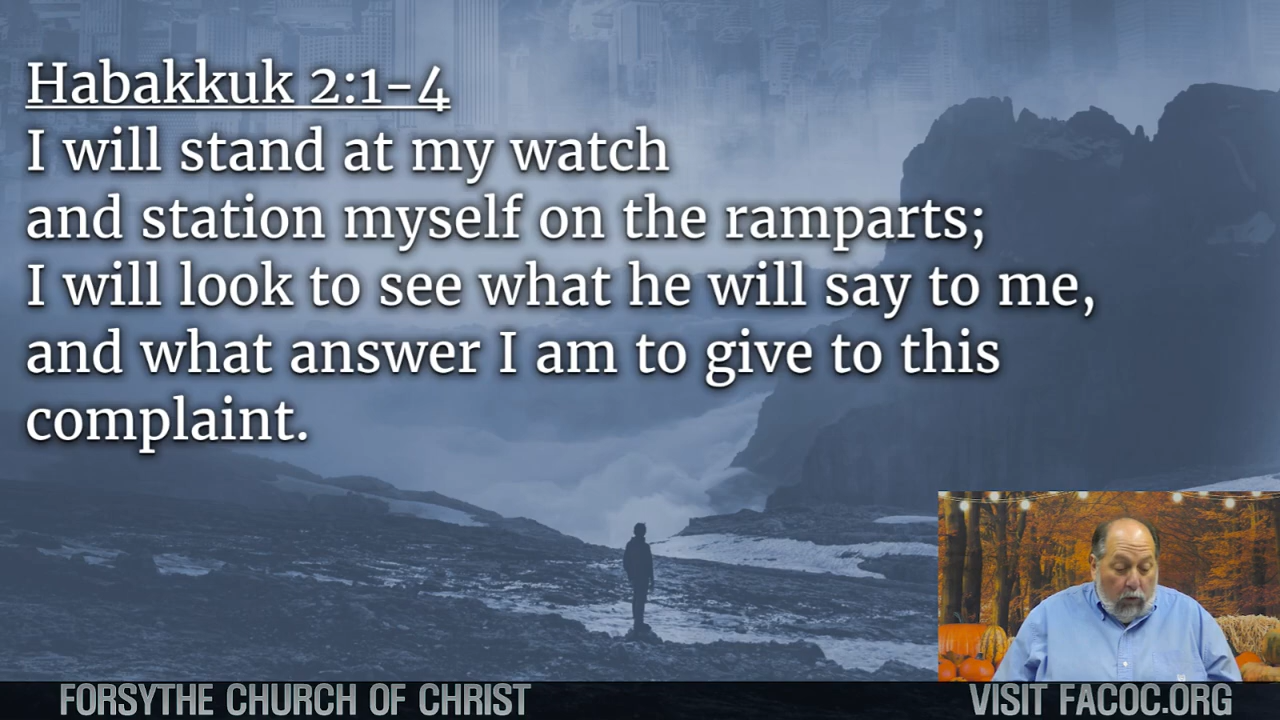 Habakkuk 2:1-4
I will stand at my watch
and station myself on the ramparts;
I will look to see what he will say to me,
and what answer I am to give to this
complaint.
FORSYTHE CHURCH OF CHRIST
VISIT FACOC.ORG